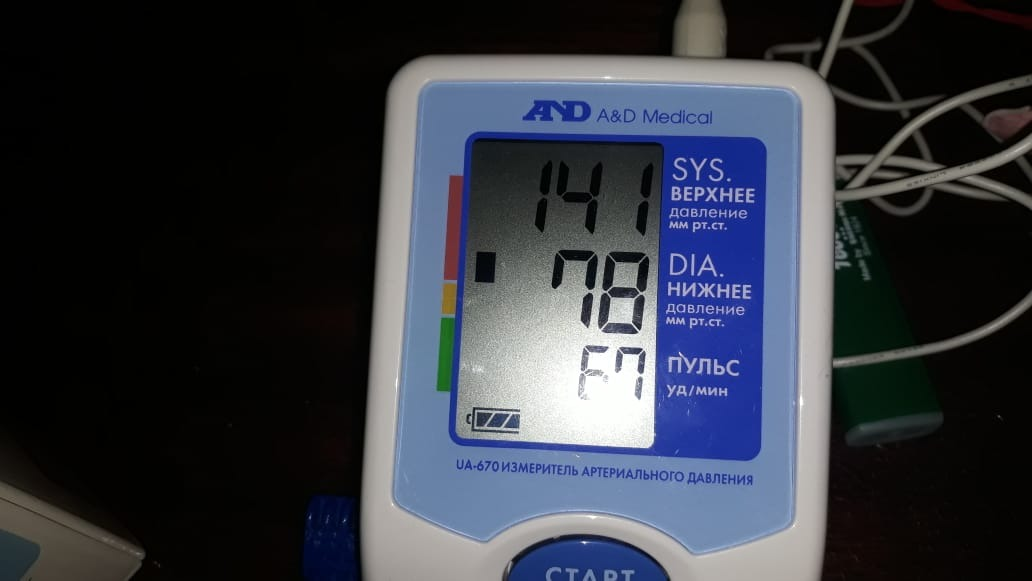 AND A&D Medical
141
SYS.
ВЕРХНЕЕ
давление
мм рт.ст.
78
DIA.
НИЖНЕЕ
давление
мм рт.ст.
67
ПУЛЬС
уд/мин
UA-670 ИЗМЕРИТЕЛЬ АРТЕРИАЛЬНОГО ДАВЛЕНИЯ
СТАРТ